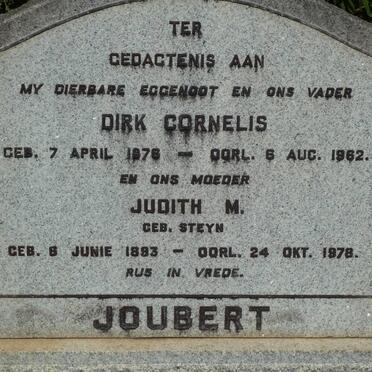 TER
GEDAGTENIS AAN
MY DIERBARE EGGENOOT EN ONS VADER
DIRK CORNELIS
GEB. 7 APRIL 1876 — OORL. 6 AUG. 1962.
EN ONS MOEDER
JUDITH M.
GEB. STEYN
GEB. 6 JUNIE 1893 — OORL. 24 OKT. 1978.
RUS IN VREDE.
JOUBERT